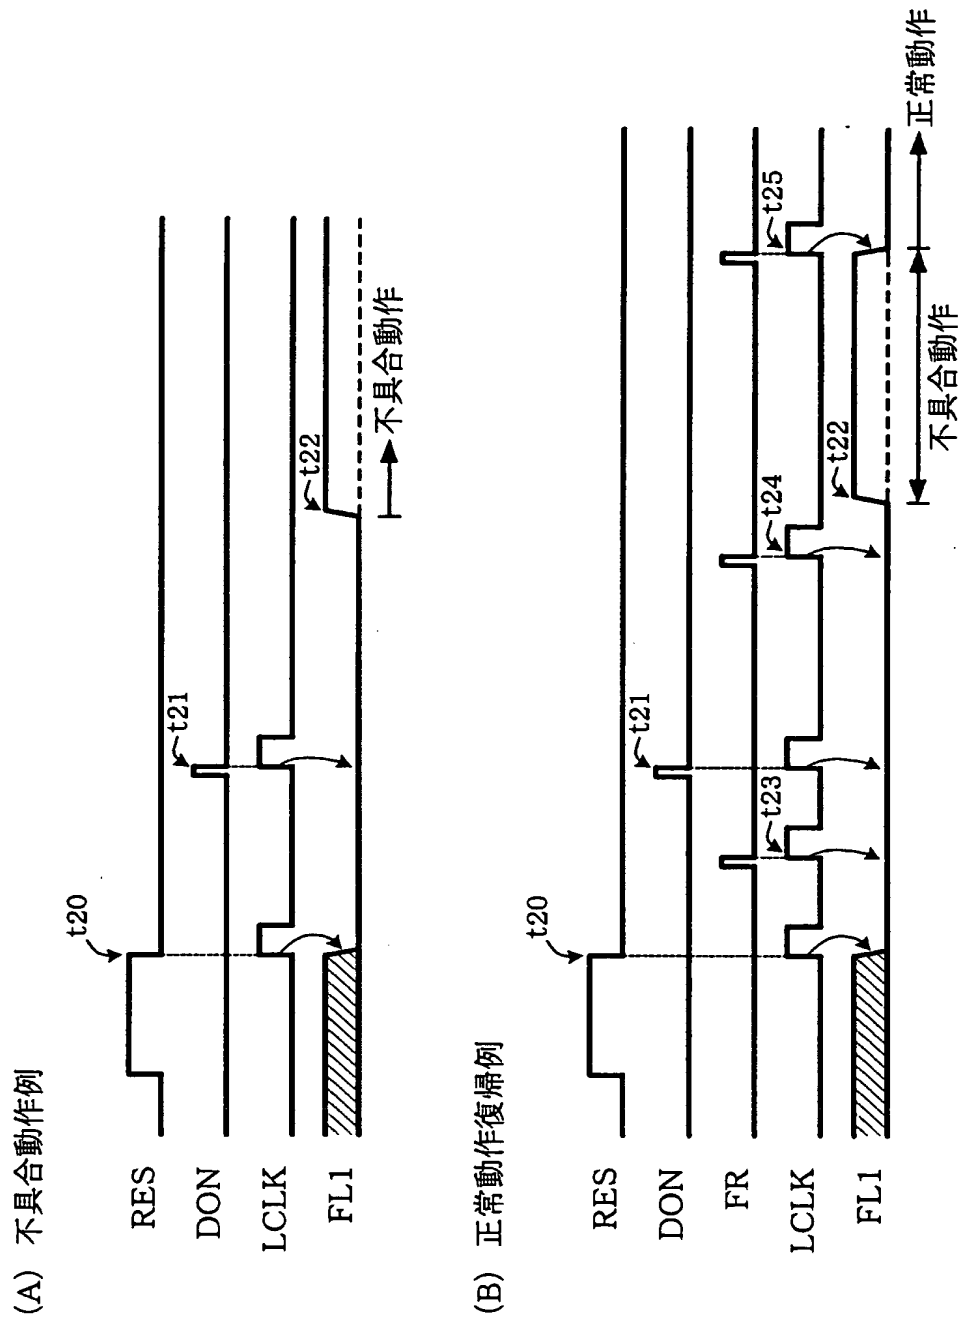 (A) 不具合動作例
RES
DON
LCLK
FL1
t20
t21
t22
不具合動作
(B) 正常動作復帰例
RES
DON
FR
LCLK
FL1
t20
t23
t21
t24
t22
t25
不具合動作
正常動作